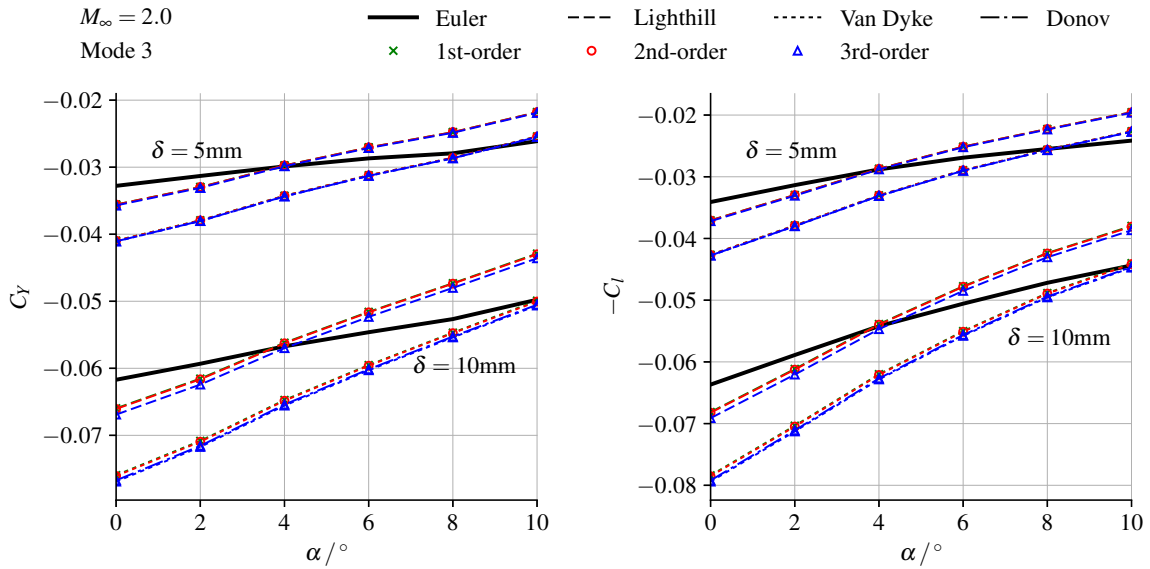 M∞ = 2.0
Mode 3
Euler Lighthill Van Dyke Donov
1st-order 2nd-order 3rd-order
C_Y
−0.02
−0.03
−0.04
−0.05
−0.06
−0.07
δ = 5mm
δ = 10mm
0 2 4 6 8 10
α/°
−C_l
−0.02
−0.03
−0.04
−0.05
−0.06
−0.07
−0.08
δ = 5mm
δ = 10mm
0 2 4 6 8 10
α/°